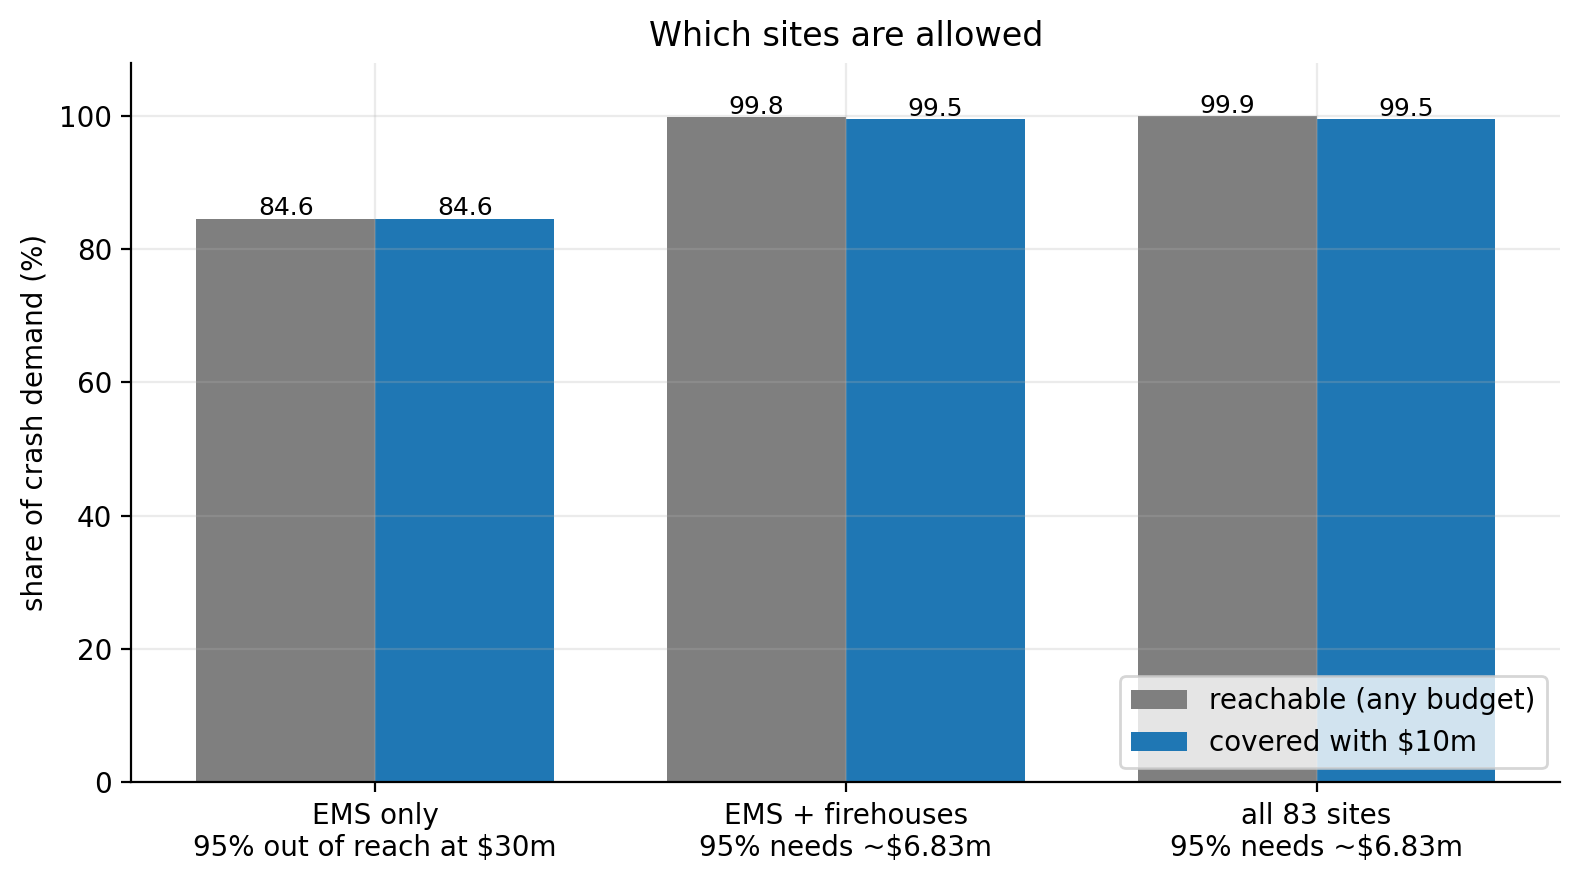 Which sites are allowed
share of crash demand (%)
100
80
60
40
20
0
84.6
84.6
99.8
99.5
99.9
99.5
reachable (any budget)
covered with $10m
EMS only
95% out of reach at $30m
EMS + firehouses
95% needs ~$6.83m
all 83 sites
95% needs ~$6.83m